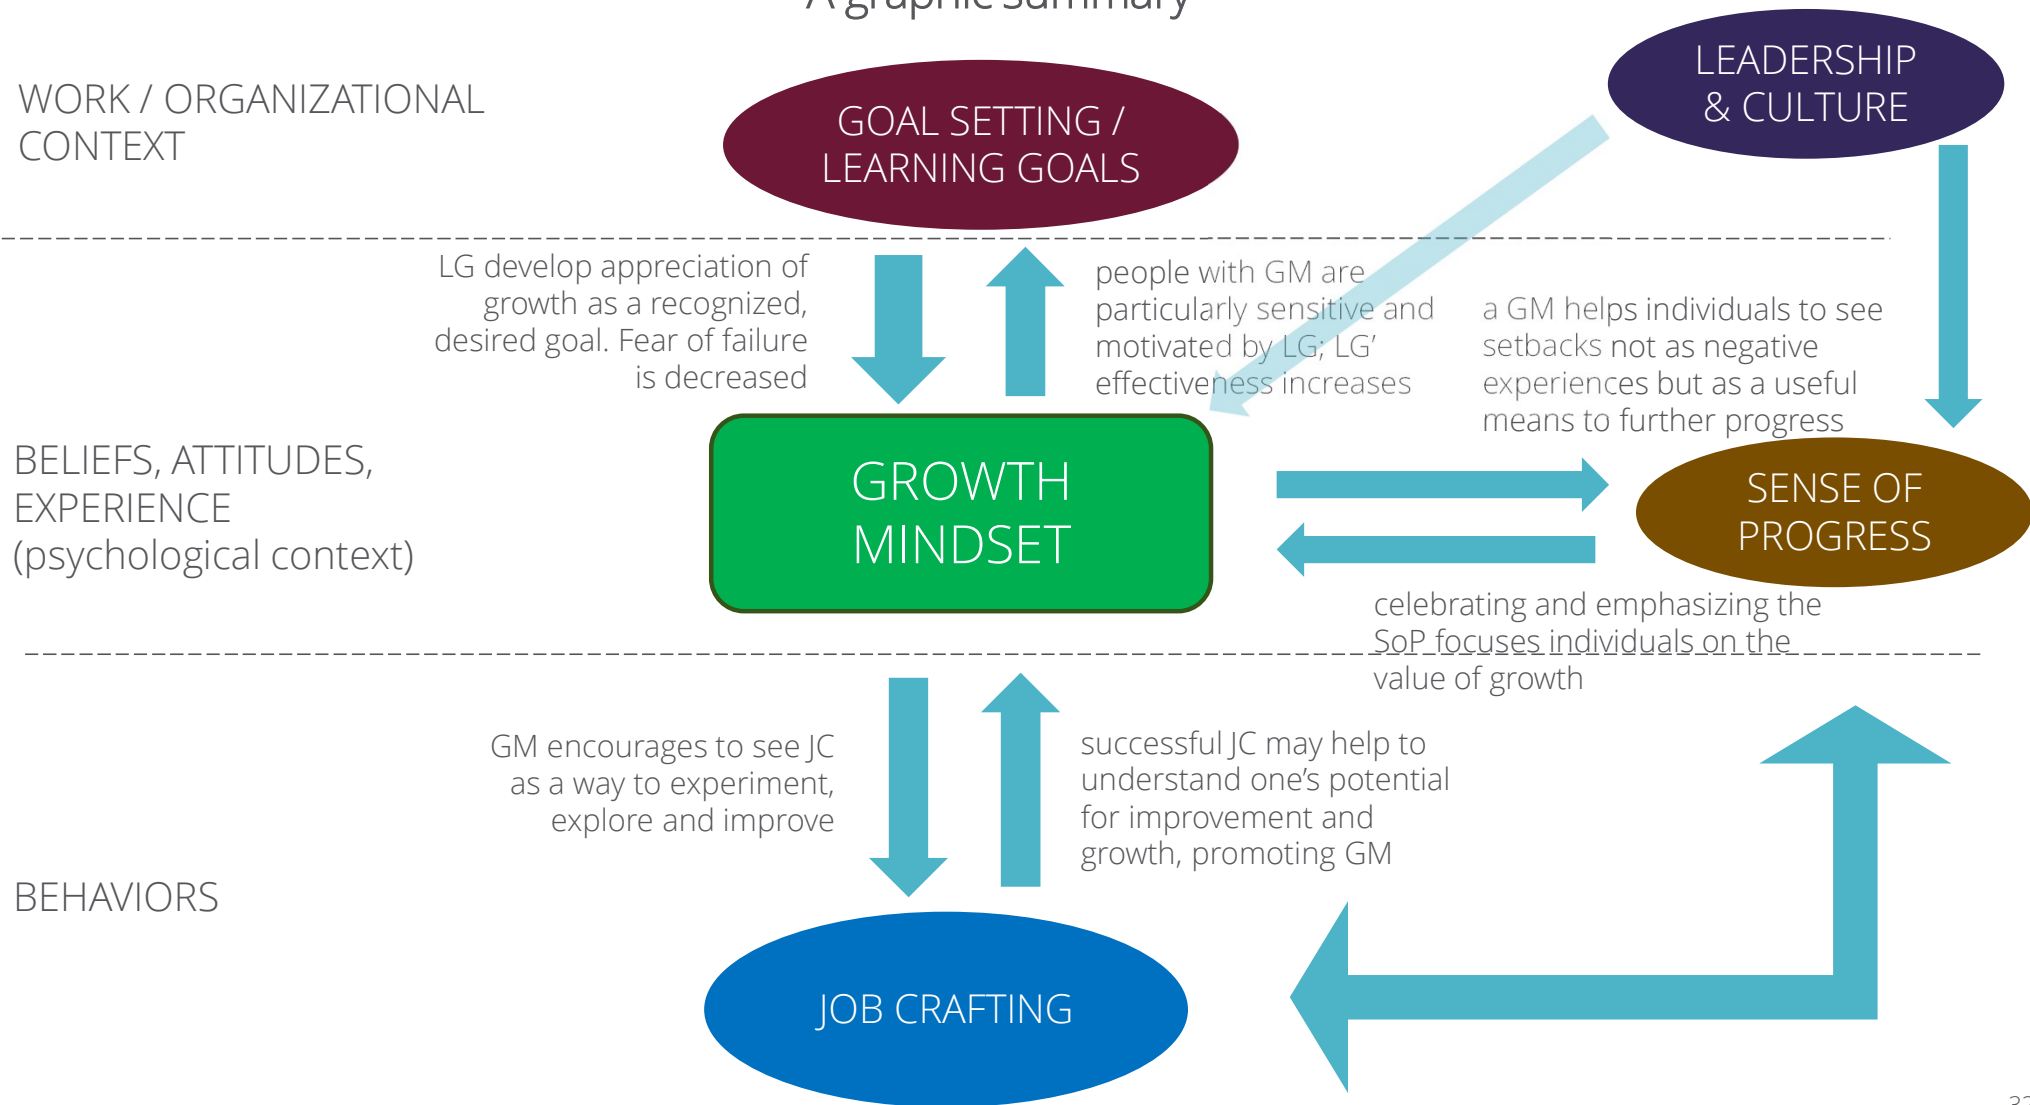 A graphic summary
LEADERSHIP
& CULTURE
WORK / ORGANIZATIONAL
CONTEXT
GOAL SETTING /
LEARNING GOALS
LG develop appreciation of
growth as a recognized,
desired goal. Fear of failure
is decreased
people with GM are
particularly sensitive and
motivated by LG; LG’
effectiveness increases
a GM helps individuals to see
setbacks not as negative
experiences but as a useful
means to further progress
BELIEFS, ATTITUDES,
EXPERIENCE
(psychological context)
GROWTH
MINDSET
SENSE OF
PROGRESS
celebrating and emphasizing the
SoP focuses individuals on the
value of growth
GM encourages to see JC
as a way to experiment,
explore and improve
successful JC may help to
understand one’s potential
for improvement and
growth, promoting GM
BEHAVIORS
JOB CRAFTING
32